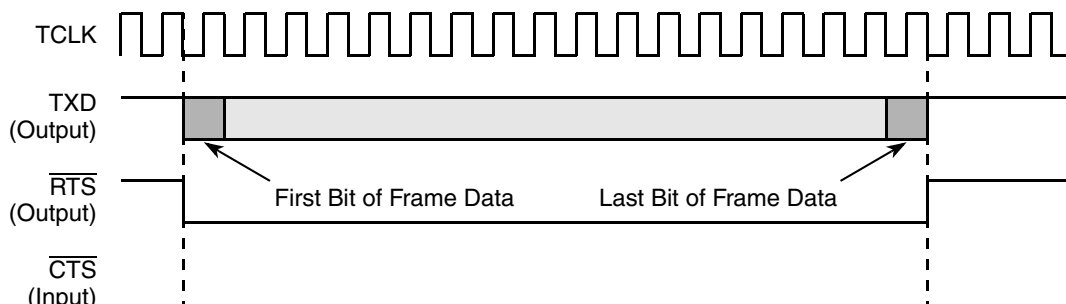 TCLK
TXD
(Output)
RTS
(Output)
First Bit of Frame Data
Last Bit of Frame Data
CTS
(Input)